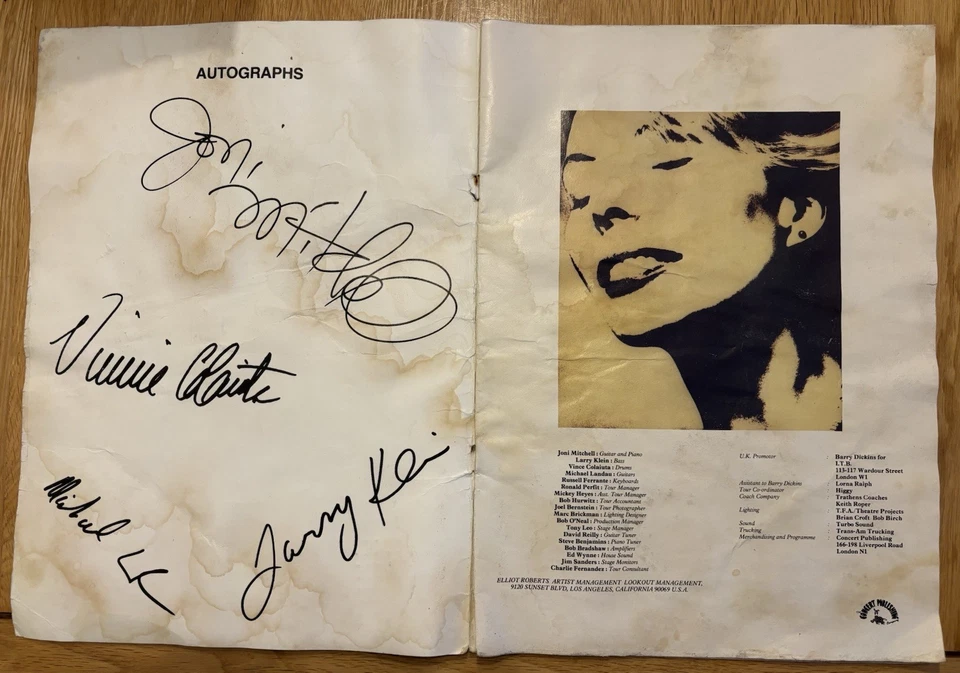 AUTOGRAPHS
Joni
Mitchell
Vinnie Colaiuta
Michael
Larry Klein
Joni Mitchell : Guitar and Piano
Larry Klein : Bass
Vince Colaiuta : Drums
Michael Landau : Guitars
Russell Ferrante : Keyboards
Ronald Perfit : Tour Manager
Mickey Heyes : Asst. Tour Manager
Bob Hurwitz : Tour Accountant
Joel Bernstein : Tour Photographer
Marc Brickman : Lighting Designer
Bob O'Neal : Production Manager
Tony Leo : Stage Manager
David Reilly : Guitar Tuner
Steve Benjamins : Piano Tuner
Bob Bradshaw : Amplifiers
Ed Wynne : House Sound
Jim Sanders : Stage Monitors
Charlie Fernandez : Tour Consultant
U.K. Promoter
Assistants to Barry Dickins
Tour Co-ordinator
Coach Company
Lighting
Sound
Trucking
Merchandising and Programme
: Barry Dickins for
I.T.B.
113-117 Wardour Street
London W1
: Lorna Ralph
: Higgy
: Trathens Coaches
Keith Roper
: T.F.A./Theatre Projects
Brian Croft Bob Birch
: Turbo Sound
: Trans-Am Trucking
: Concert Publishing
166-198 Liverpool Road
London N1
ELLIOT ROBERTS ARTIST MANAGEMENT LOOKOUT MANAGEMENT,
9120 SUNSET BLVD, LOS ANGELES, CALIFORNIA 90069 U.S.A.
CONCERT PUBLISHING